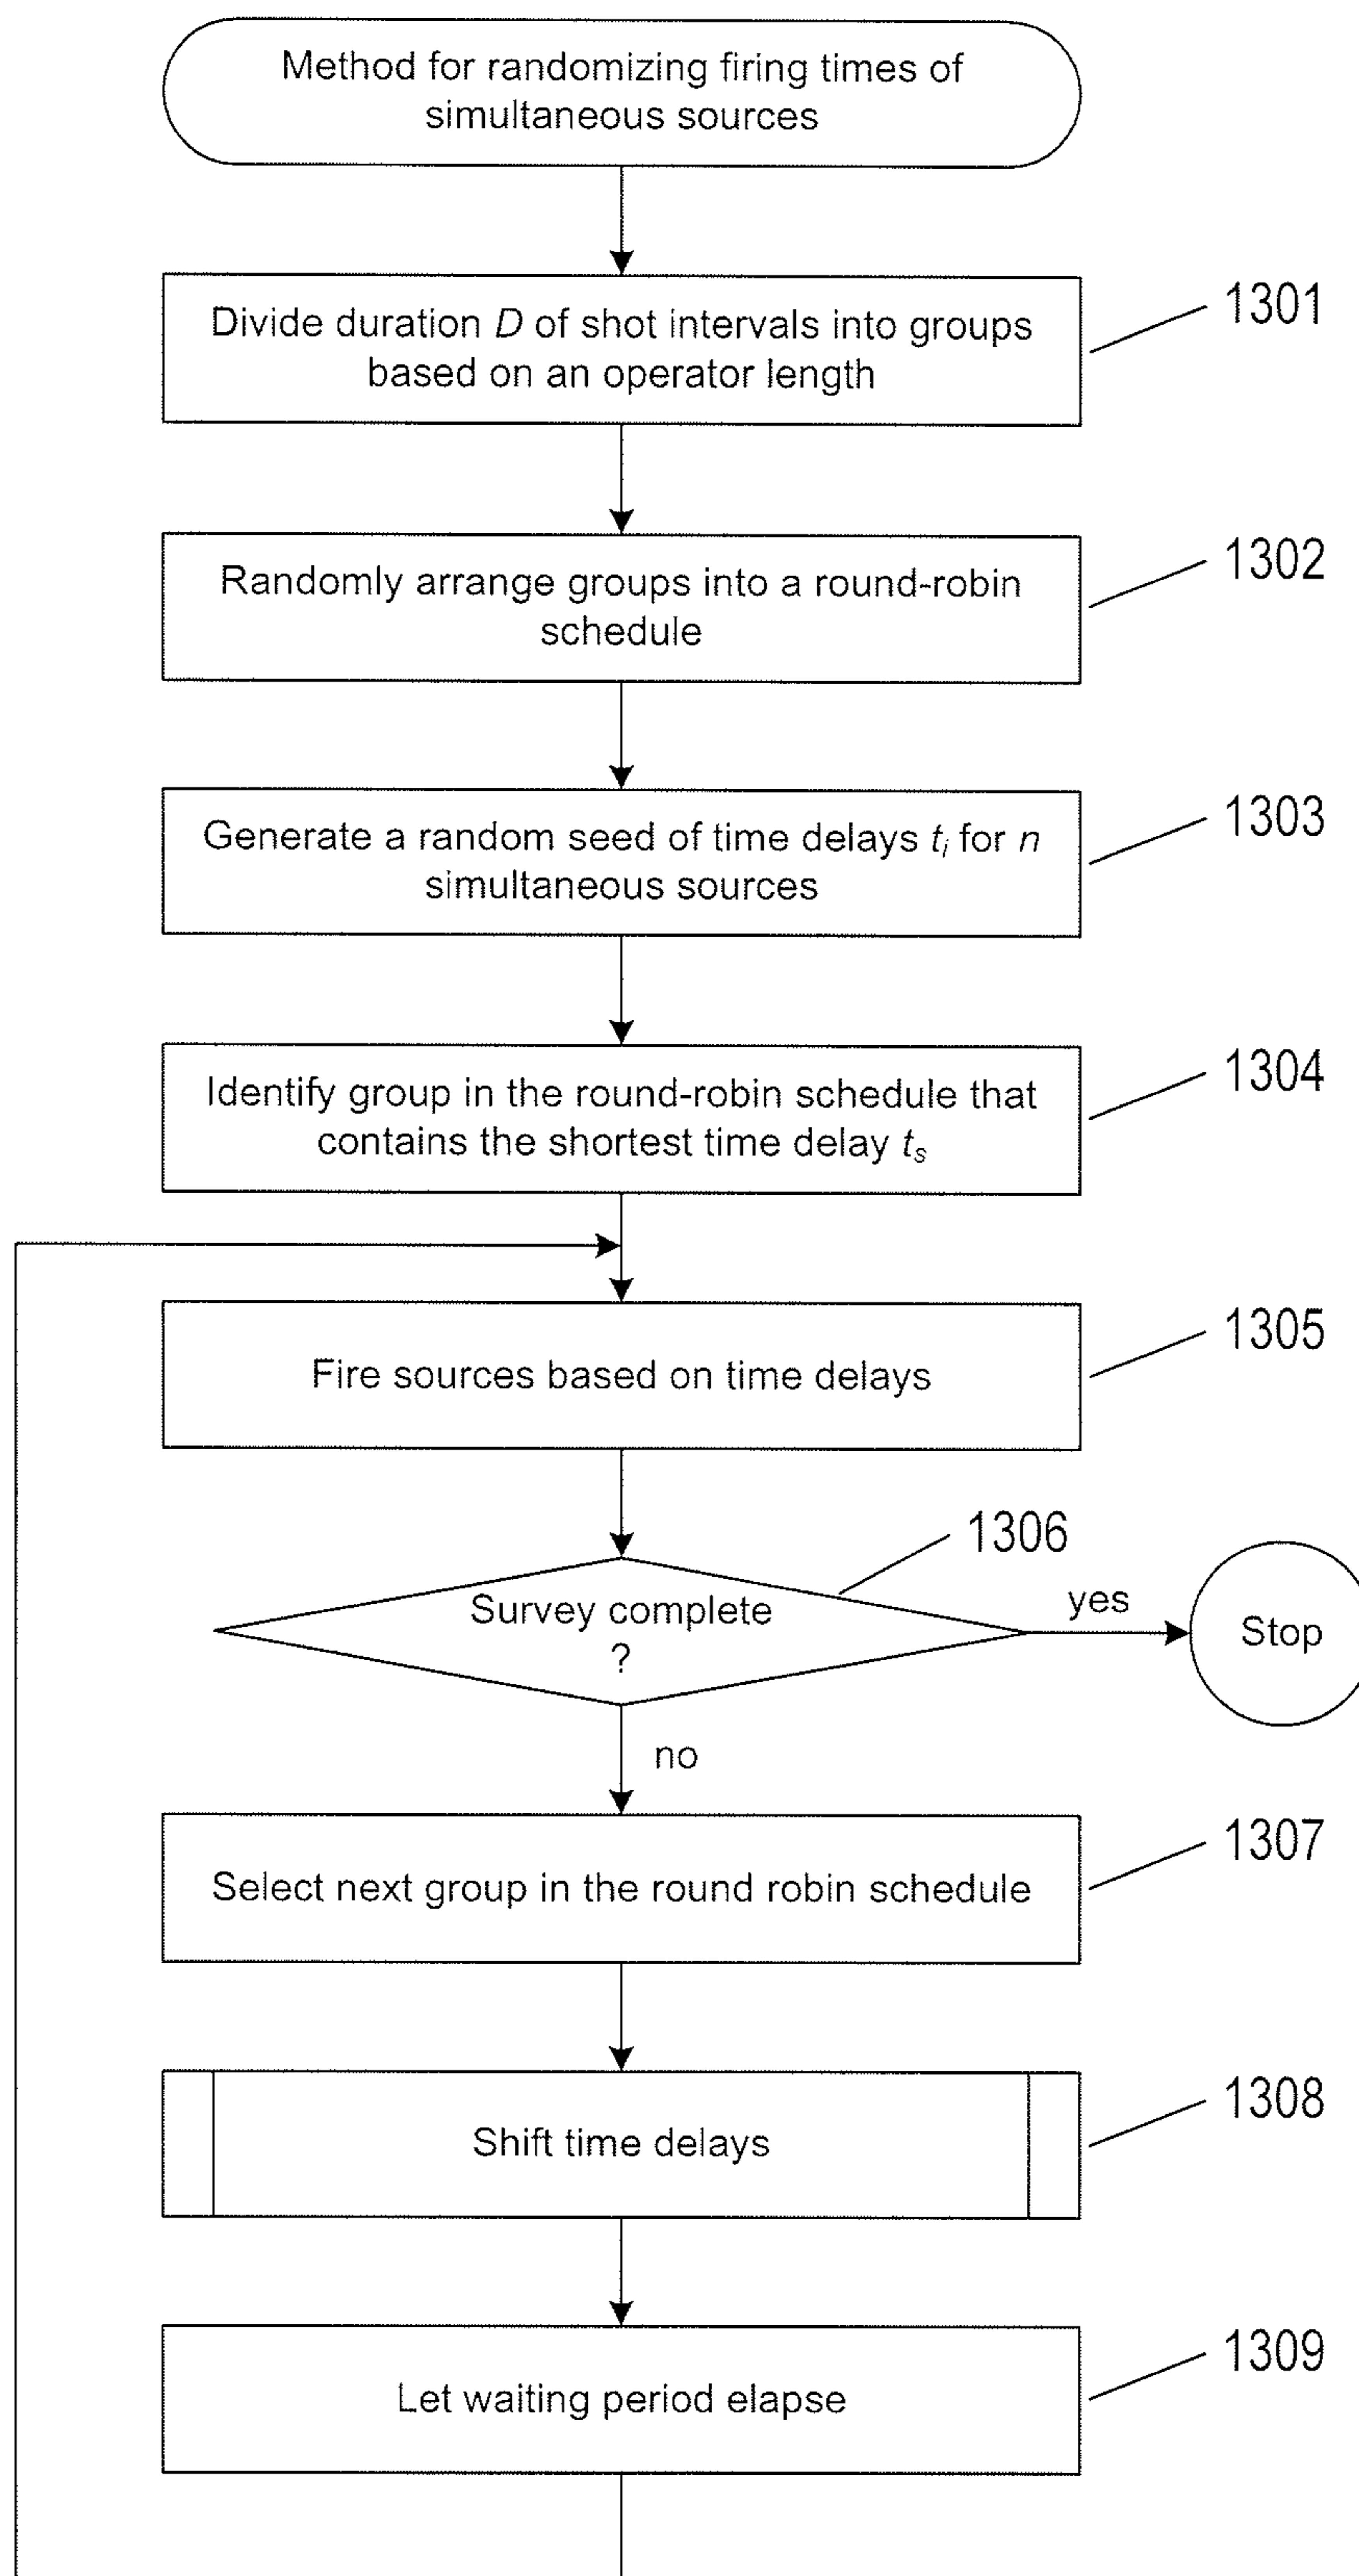 Method for randomizing firing times of
simultaneous sources
Divide duration D of shot intervals into groups
based on an operator length
1301
Randomly arrange groups into a round-robin
schedule
1302
Generate a random seed of time delays ti for n
simultaneous sources
1303
Identify group in the round-robin schedule that
contains the shortest time delay ts
1304
Fire sources based on time delays
1305
Survey complete
?
1306
yes
Stop
no
Select next group in the round robin schedule
1307
Shift time delays
1308
Let waiting period elapse
1309